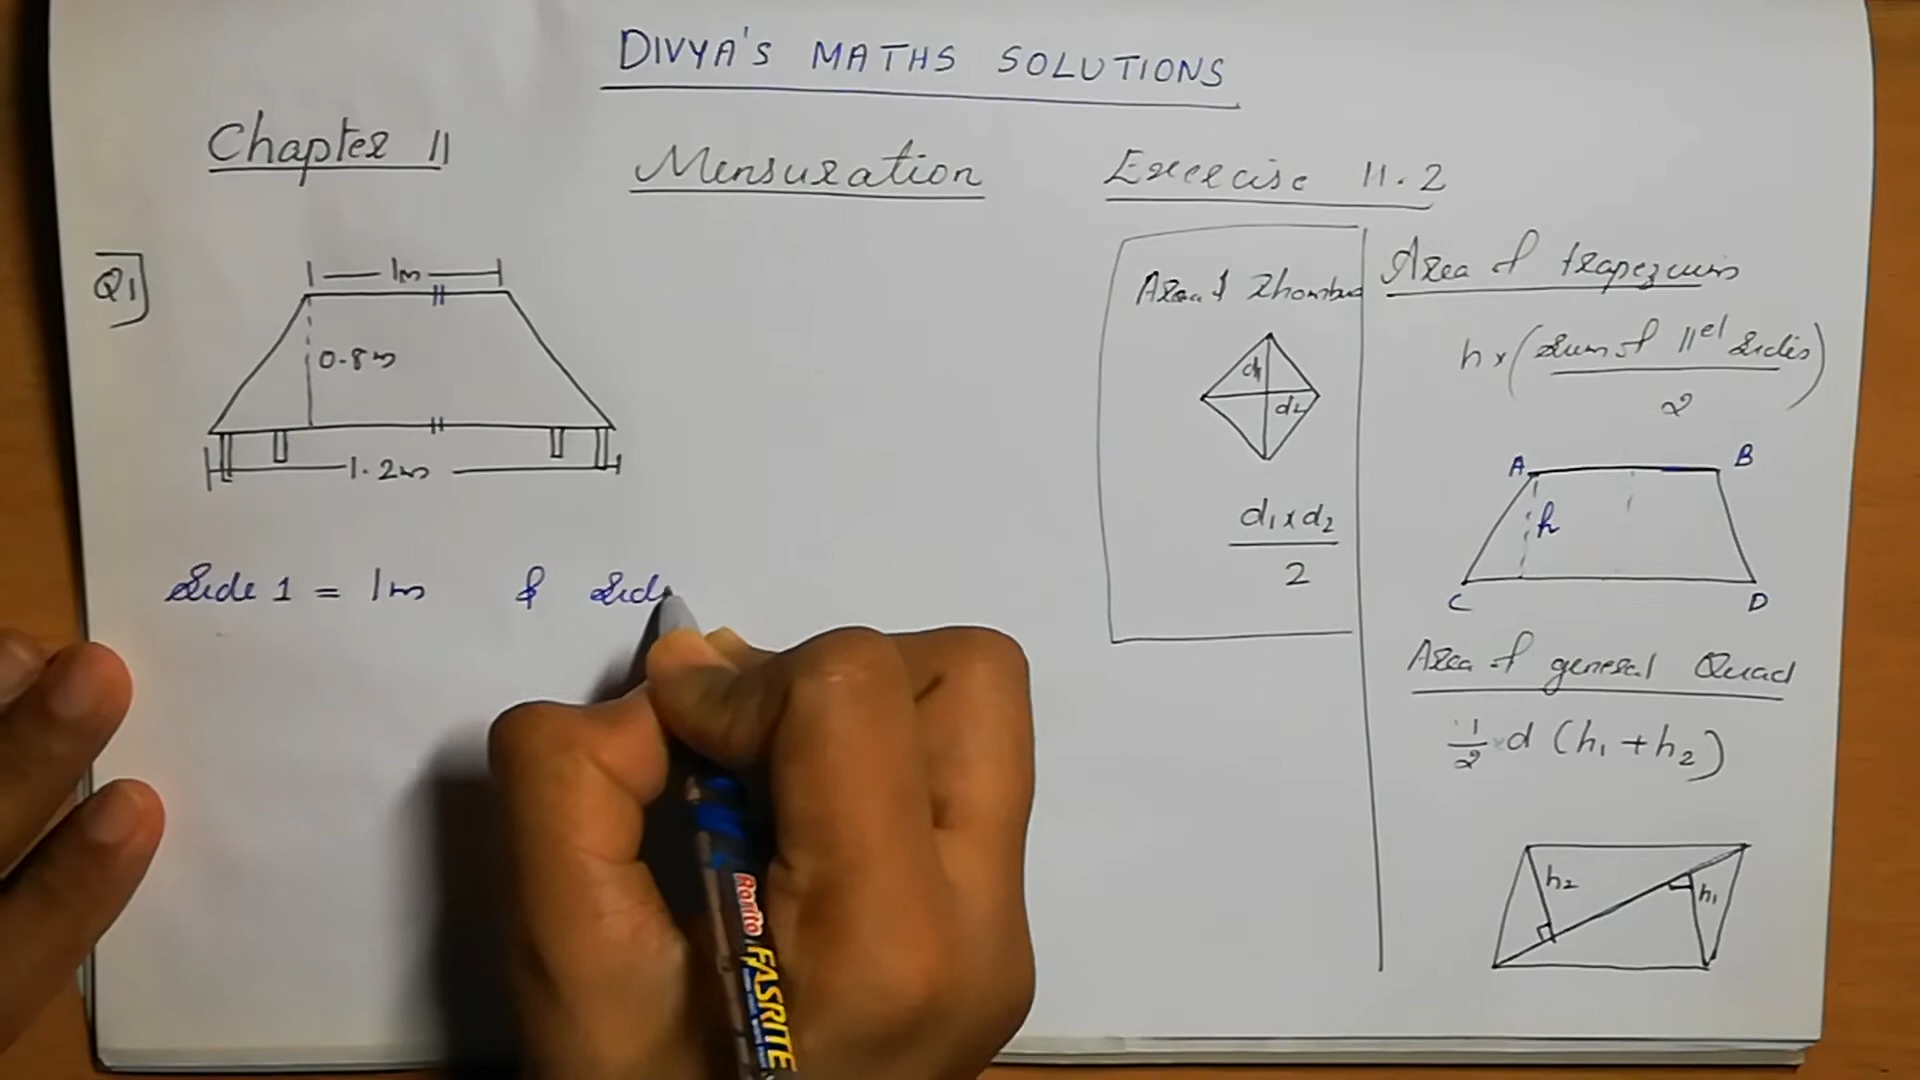 DIVYA'S MATHS SOLUTIONS
Chapter 11
Mensuration
Exercise 11.2
Q1
1m
0.8m
1.2m
Side 1 = 1m & Side
Area of Rhombus
d1
d2
d1 x d2
2
Area of trapezium
h x (Sum of ||el Sides)
2
A
B
h
C
D
Area of general Quad
1/2 d (h1 + h2)
h2
h1
Rorito
FASRITE